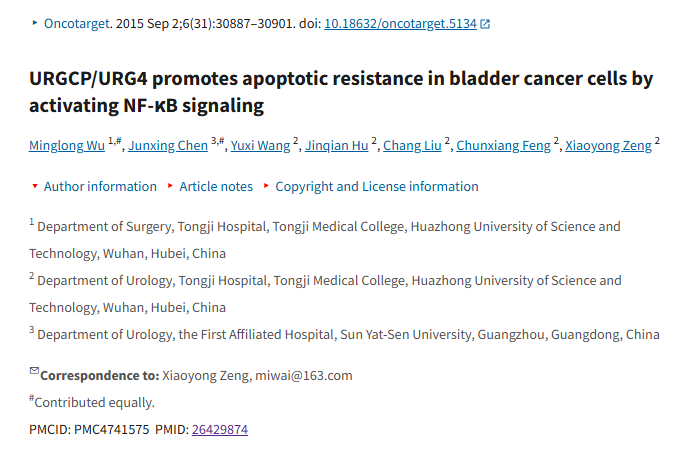 Oncotarget. 2015 Sep 2;6(31):30887–30901. doi: 10.18632/oncotarget.5134
URGCP/URG4 promotes apoptotic resistance in bladder cancer cells by
activating NF-κB signaling
Minglong Wu 1,#, Junxing Chen 3,#, Yuxi Wang 2, Jinqian Hu 2, Chang Liu 2, Chunxiang Feng 2, Xiaoyong Zeng 2
Author information Article notes Copyright and License information
1 Department of Surgery, Tongji Hospital, Tongji Medical College, Huazhong University of Science and
Technology, Wuhan, Hubei, China
2 Department of Urology, Tongji Hospital, Tongji Medical College, Huazhong University of Science and
Technology, Wuhan, Hubei, China
3 Department of Urology, the First Affiliated Hospital, Sun Yat-Sen University, Guangzhou, Guangdong, China
Correspondence to: Xiaoyong Zeng, miwai@163.com
#Contributed equally.
PMCID: PMC4741575 PMID: 26429874